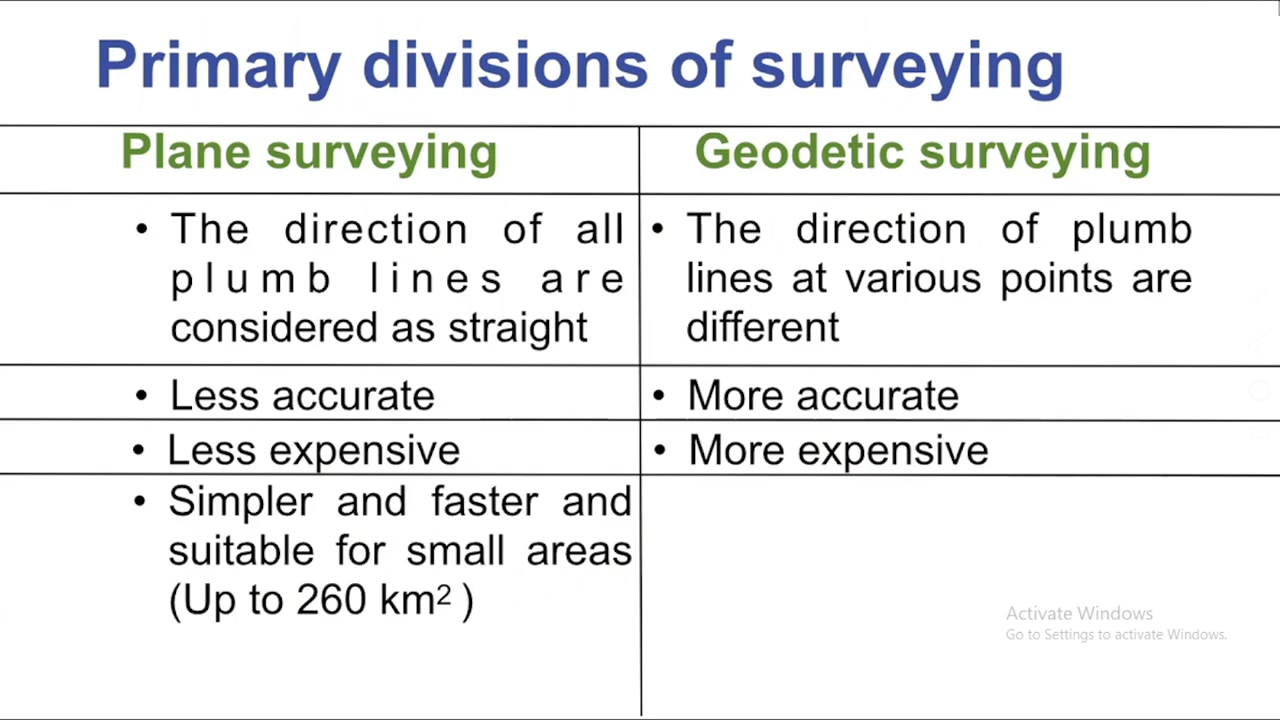 Primary divisions of surveying
Plane surveying
Geodetic surveying
• The direction of all
plumb lines are
considered as straight
• The direction of plumb
lines at various points are
different
• Less accurate
• More accurate
• Less expensive
• More expensive
• Simpler and faster and
suitable for small areas
(Up to 260 km² )
Activate Windows
Go to Settings to activate Windows.